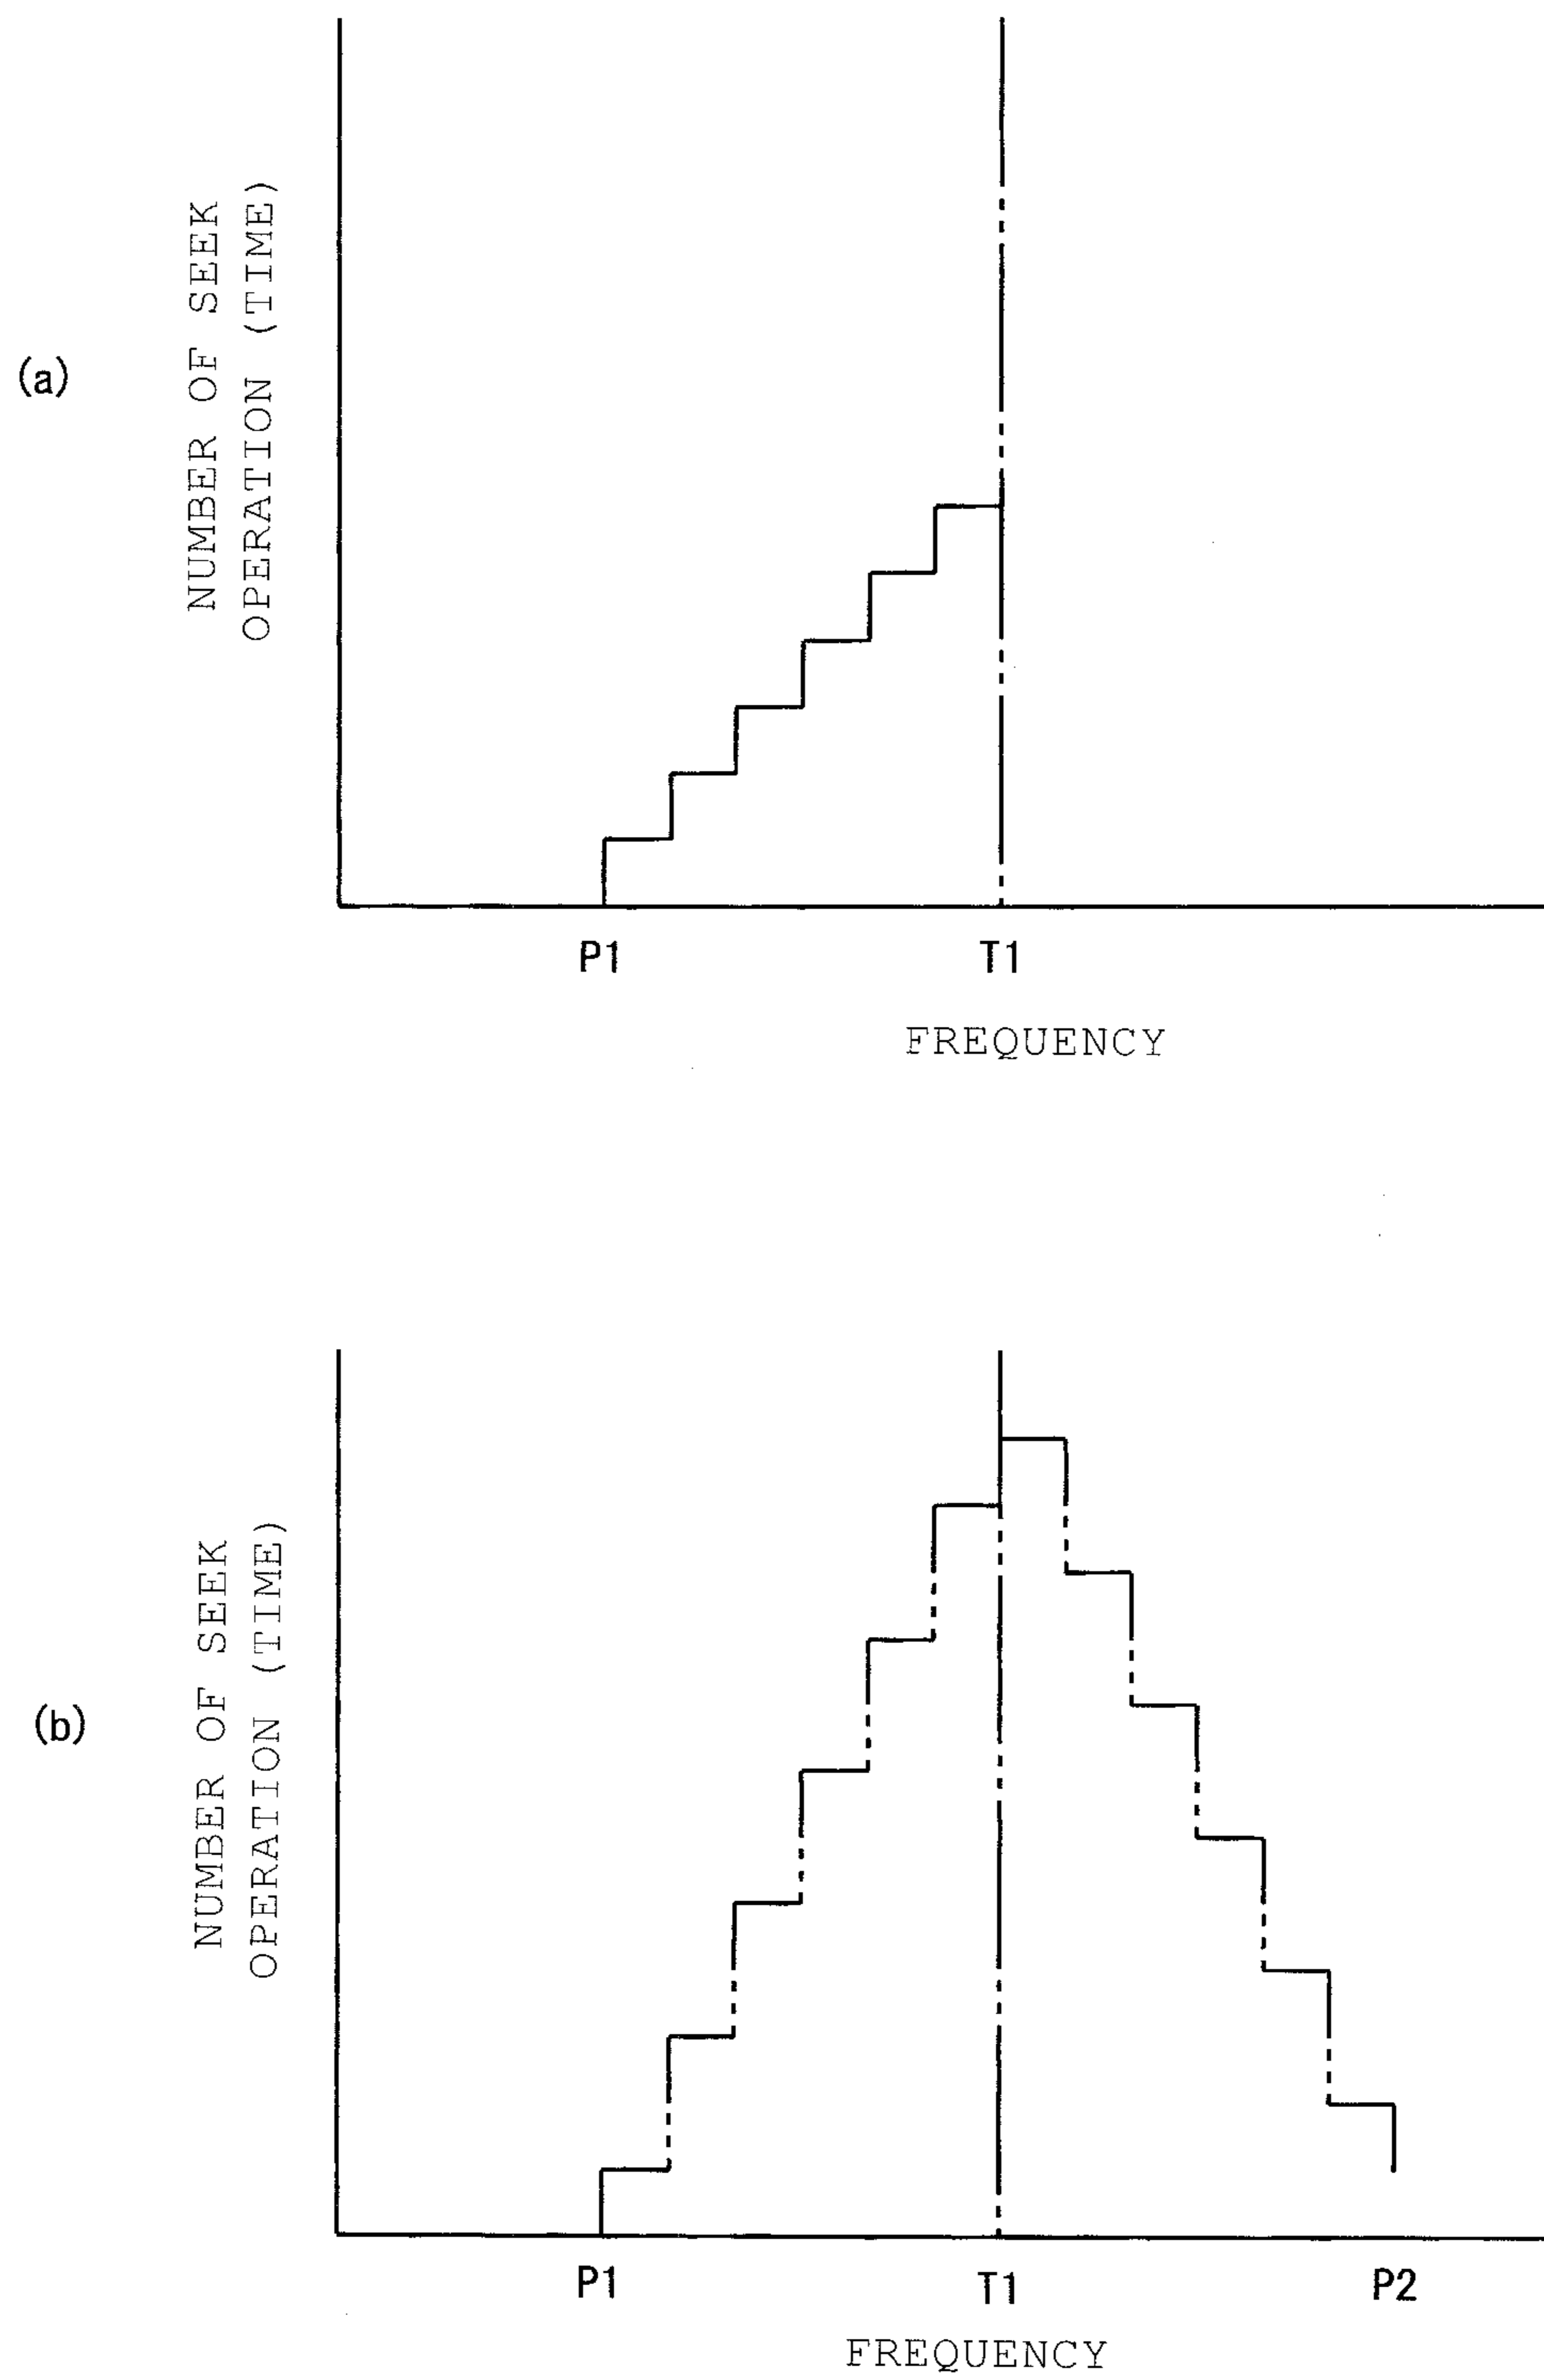 (a)
NUMBER OF SEEK
OPERATION (TIME)
P1
T1
FREQUENCY
(b)
NUMBER OF SEEK
OPERATION (TIME)
P1
T1
P2
FREQUENCY